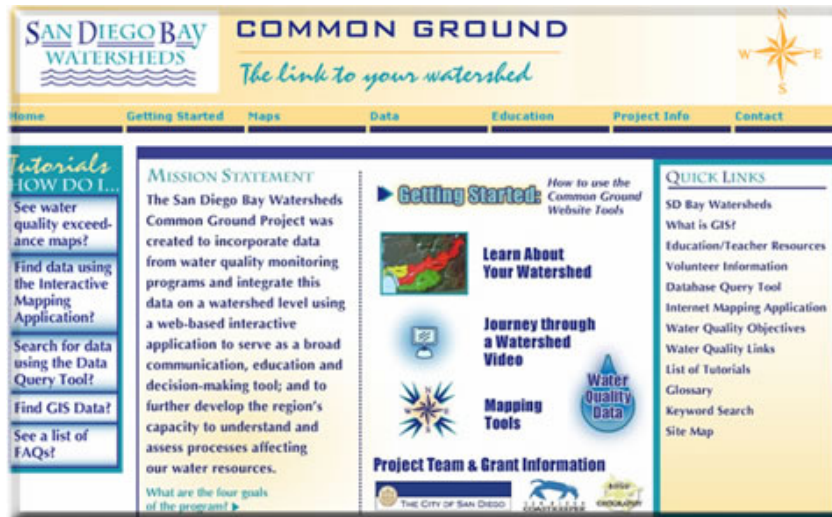 SAN DIEGO BAY
WATERSHEDS
COMMON GROUND
The link to your watershed
N
W E
S
Home Getting Started Maps Data Education Project Info Contact
Tutorials
HOW DO I...
See water
quality exceed-
ance maps?
Find data using
the Interactive
Mapping
Application?
Search for data
using the Data
Query Tool?
Find GIS Data?
See a list of
FAQs?
MISSION STATEMENT
The San Diego Bay Watersheds
Common Ground Project was
created to incorporate data
from water quality monitoring
programs and integrate this
data on a watershed level using
a web-based interactive
application to serve as a broad
communication, education and
decision-making tool; and to
further develop the region's
capacity to understand and
assess processes affecting
our water resources.
What are the four goals
of the program?
Getting Started:
How to use the
Common Ground
Website Tools
Learn About
Your Watershed
Journey through
a Watershed
Video
Mapping
Tools
Water
Quality
Data
Project Team & Grant Information
THE CITY OF SAN DIEGO
SAN DIEGO
COASTKEEPER
GEOGRAPHY
QUICK LINKS
SD Bay Watersheds
What is GIS?
Education/Teacher Resources
Volunteer Information
Database Query Tool
Internet Mapping Application
Water Quality Objectives
Water Quality Links
List of Tutorials
Glossary
Keyword Search
Site Map